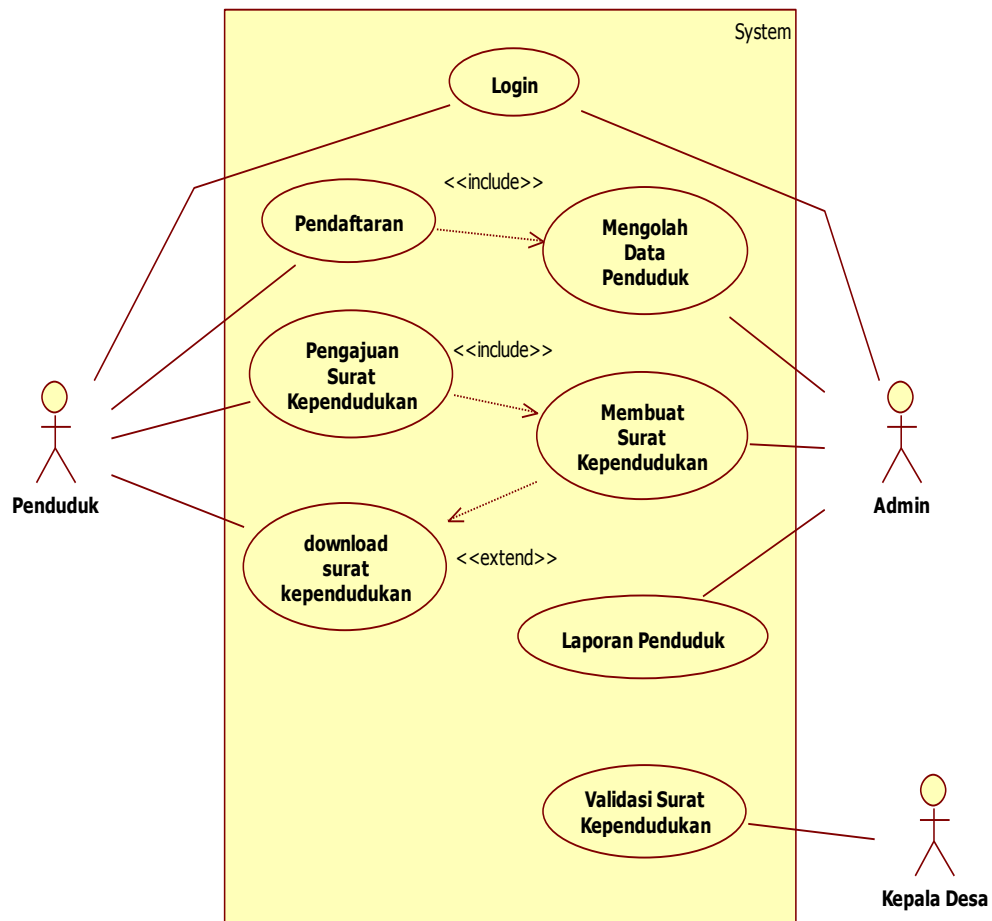 System
Login
<<include>>
Pendaftaran
Mengolah
Data
Penduduk
Pengajuan
Surat
Kependudukan
<<include>>
Membuat
Surat
Kependudukan
Penduduk
Admin
download
surat
kependudukan
<<extend>>
Laporan Penduduk
Validasi Surat
Kependudukan
Kepala Desa